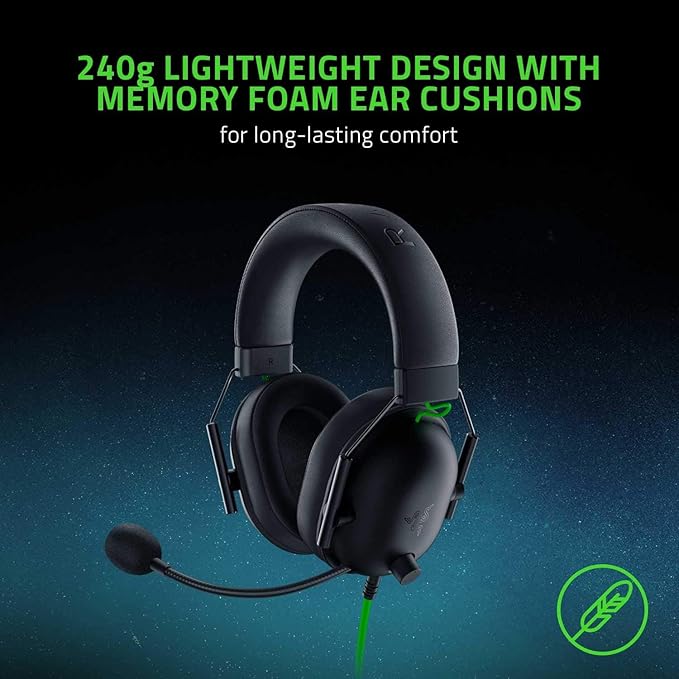 240g LIGHTWEIGHT DESIGN WITH
MEMORY FOAM EAR CUSHIONS
for long-lasting comfort
R